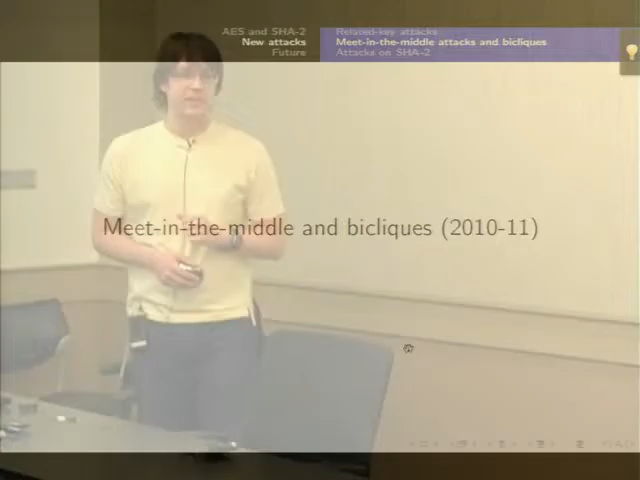 AES and SHA-2
New attacks
Future
Related-key attacks
Meet-in-the-middle attacks and bicliques
Attacks on SHA-2
Meet-in-the-middle and bicliques (2010-11)